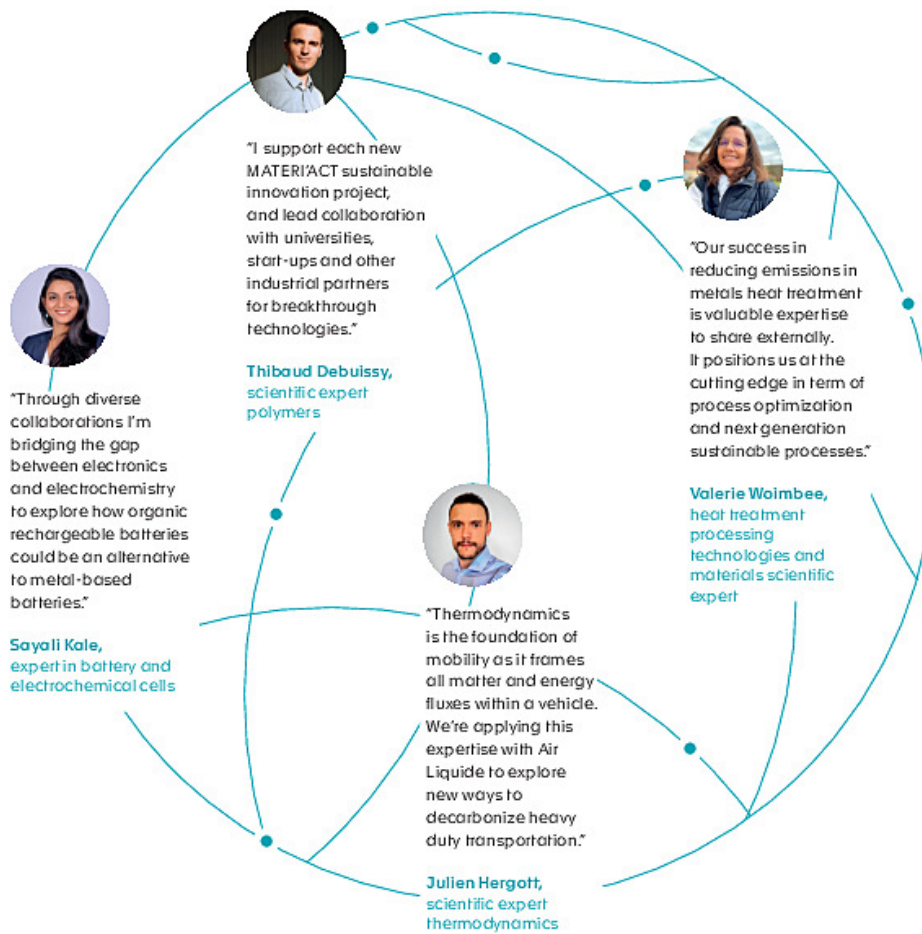 “I support each new
MATERI’ACT sustainable
innovation project,
and lead collaboration
with universities,
start-ups and other
industrial partners
for breakthrough
technologies.”
Thibaud Debuissy,
scientific expert
polymers
“Our success in
reducing emissions in
metals heat treatment
is valuable expertise
to share externally.
It positions us at the
cutting edge in term of
process optimization
and next generation
sustainable processes.”
Valerie Woimbee,
heat treatment
processing
technologies and
materials scientific
expert
“Through diverse
collaborations I’m
bridging the gap
between electronics
and electrochemistry
to explore how organic
rechargeable batteries
could be an alternative
to metal-based
batteries.”
Sayali Kale,
expert in battery and
electrochemical cells
“Thermodynamics
is the foundation of
mobility as it frames
all matter and energy
fluxes within a vehicle.
We’re applying this
expertise with Air
Liquide to explore
new ways to
decarbonize heavy
duty transportation.”
Julien Hergott,
scientific expert
thermodynamics